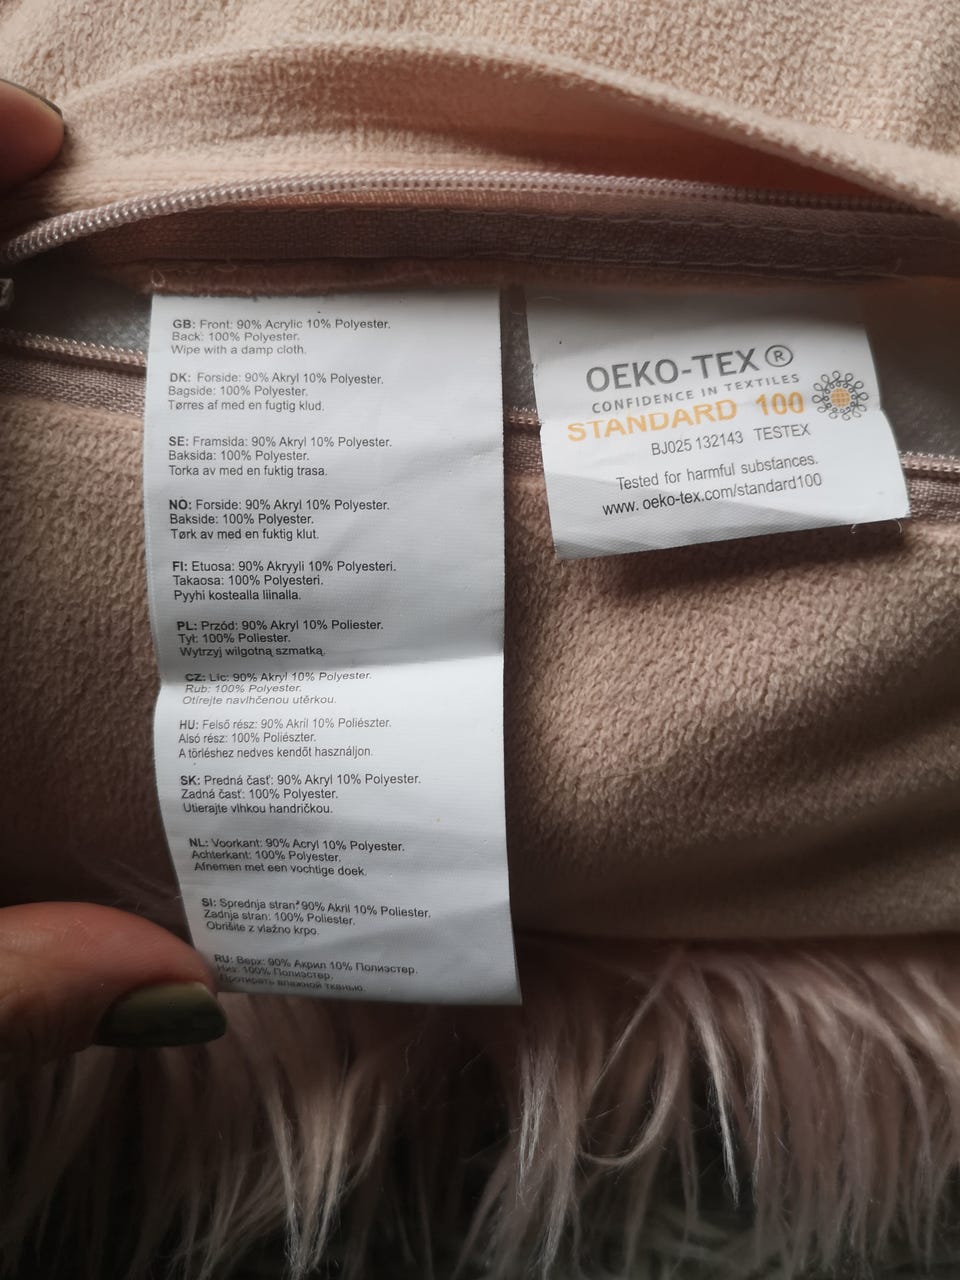 GB: Front: 90% Acrylic 10% Polyester.
Back: 100% Polyester.
Wipe with a damp cloth.
DK: Forside: 90% Akryl 10% Polyester.
Bagside: 100% Polyester.
Tørres af med en fugtig klud.
SE: Framsida: 90% Akryl 10% Polyester.
Baksida: 100% Polyester.
Torka av med en fuktig trasa.
NO: Forside: 90% Akryl 10% Polyester.
Bakside: 100% Polyester.
Tørk av med en fuktig klut.
FI: Etuosa: 90% Akryyli 10% Polyesteri.
Takaosa: 100% Polyesteri.
Pyyhi kostealla liinalla.
PL: Przód: 90% Akryl 10% Poliester.
Tył: 100% Poliester.
Wytrzyj wilgotną szmatką.
CZ: Líc: 90% Akryl 10% Polyester.
Rub: 100% Polyester.
Otírejte navlhčenou utěrkou.
HU: Felső rész: 90% Akril 10% Poliészter.
Alsó rész: 100% Poliészter.
A törléshez nedves kendőt használjon.
SK: Predná časť: 90% Akryl 10% Polyester.
Zadná časť: 100% Polyester.
Utierajte vlhkou handričkou.
NL: Voorkant: 90% Acryl 10% Polyester.
Achterkant: 100% Polyester.
Afnemen met een vochtige doek.
SI: Sprednja stran: 90% Akril 10% Poliester.
Zadnja stran: 100% Poliester.
Obrišite z vlažno krpo.
RU: Верх: 90% Акрил 10% Полиэстер.
Низ: 100% Полиэстер.
Протирать влажной тканью.
OEKO-TEX®
CONFIDENCE IN TEXTILES
STANDARD 100
BJ025 132143 TESTEX
Tested for harmful substances.
www.oeko-tex.com/standard100